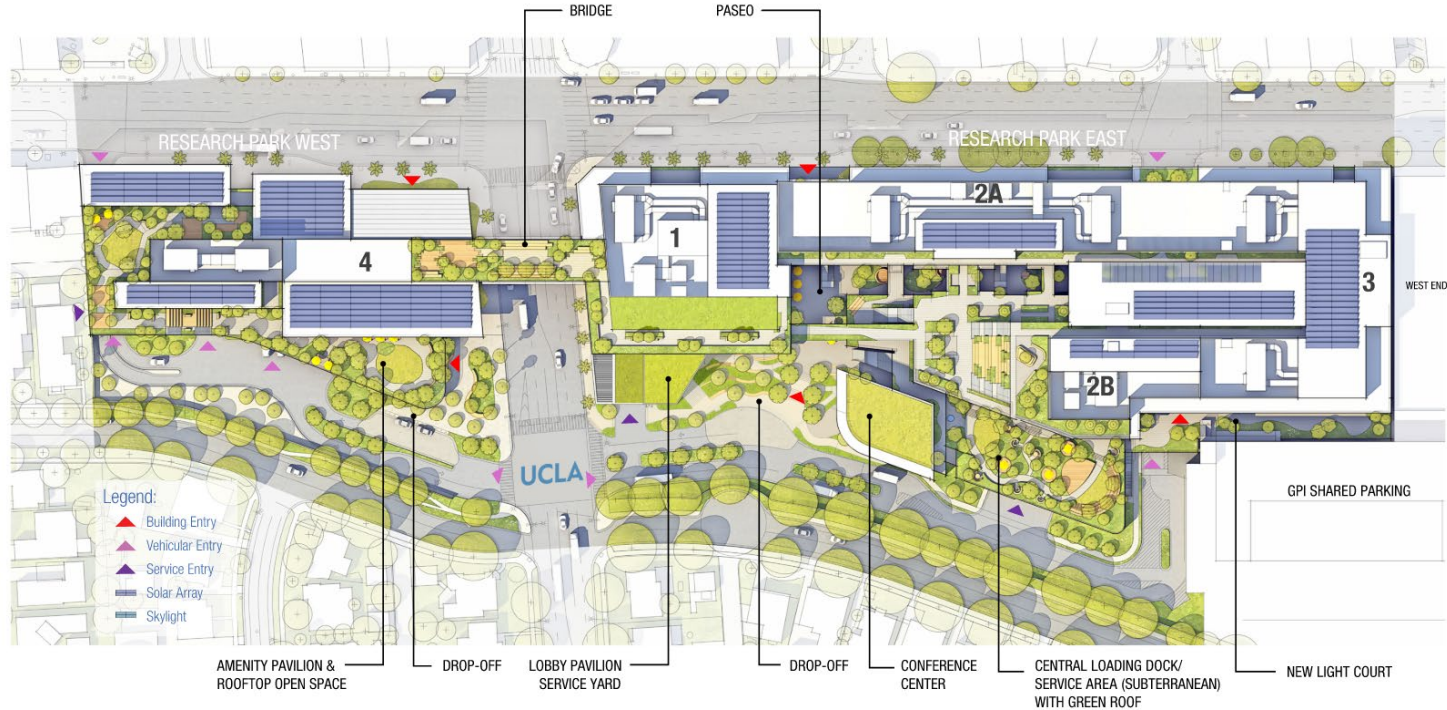 BRIDGE
PASEO
RESEARCH PARK WEST
RESEARCH PARK EAST
2A
1
4
3
WEST END
2B
UCLA
GPI SHARED PARKING
Legend:
Building Entry
Vehicular Entry
Service Entry
Solar Array
Skylight
AMENITY PAVILION &
ROOFTOP OPEN SPACE
DROP-OFF
LOBBY PAVILION
SERVICE YARD
DROP-OFF
CONFERENCE
CENTER
CENTRAL LOADING DOCK/
SERVICE AREA (SUBTERRANEAN)
WITH GREEN ROOF
NEW LIGHT COURT